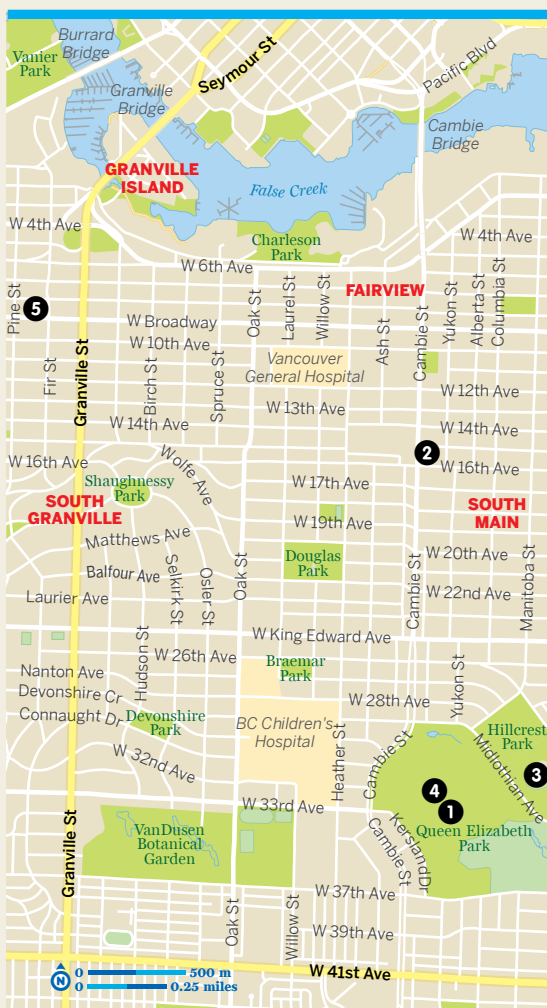 Burrard
Bridge
Vanier
Park
Seymour St
Pacific Blvd
Granville
Bridge
Cambie
Bridge
GRANVILLE
ISLAND
False Creek
W 4th Ave
Charleson
Park
W 4th Ave
W 6th Ave
FAIRVIEW
Pine St
5
Oak St
Laurel St
Willow St
Ash St
Cambie St
Yukon St
Alberta St
Columbia St
W Broadway
W 10th Ave
Vancouver
General Hospital
Fir St
Granville St
Birch St
Spruce St
W 12th Ave
W 13th Ave
W 14th Ave
W 14th Ave
2
W 16th Ave
Wolfe Ave
W 16th Ave
Shaughnessy
Park
W 17th Ave
SOUTH
GRANVILLE
SOUTH
MAIN
W 19th Ave
Matthews Ave
Douglas
Park
W 20th Ave
Balfour Ave
Selkirk St
Osler St
Oak St
Cambie St
W 22nd Ave
Manitoba St
Laurier Ave
W King Edward Ave
Hudson St
W 26th Ave
Braemar
Park
Yukon St
Nanton Ave
Devonshire Cr
Connaught Dr
W 28th Ave
Devonshire
Park
BC Children's
Hospital
Heather St
Cambie St
Hillcrest
Park
Midlothian Ave
3
W 32nd Ave
4
1
W 33rd Ave
VanDusen
Botanical
Garden
Kersland Dr
Cambie St
Queen Elizabeth
Park
Granville St
W 37th Ave
Oak St
Willow St
W 39th Ave
W 41st Ave
N
0 500 m
0 0.25 miles